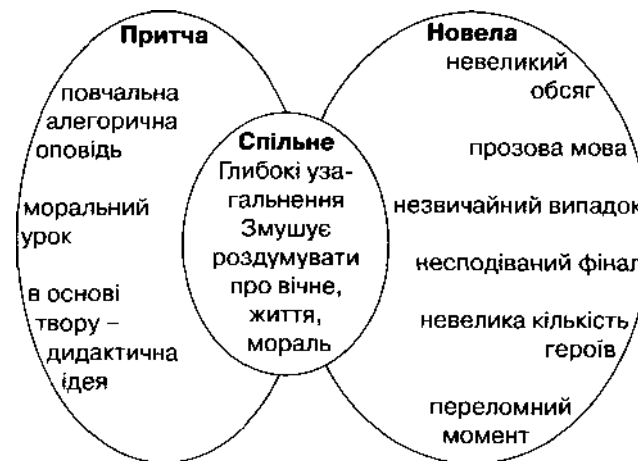 Притча
повчальна
алегорична
оповідь
моральний
урок
в основі
твору –
дидактична
ідея
Спільне
Глибокі уза-
гальнення
Змушує
роздумувати
про вічне,
життя,
мораль
Новела
невеликий
обсяг
прозова мова
незвичайний випадок
несподіваний фінал
невелика кількість
героїв
переломний
момент